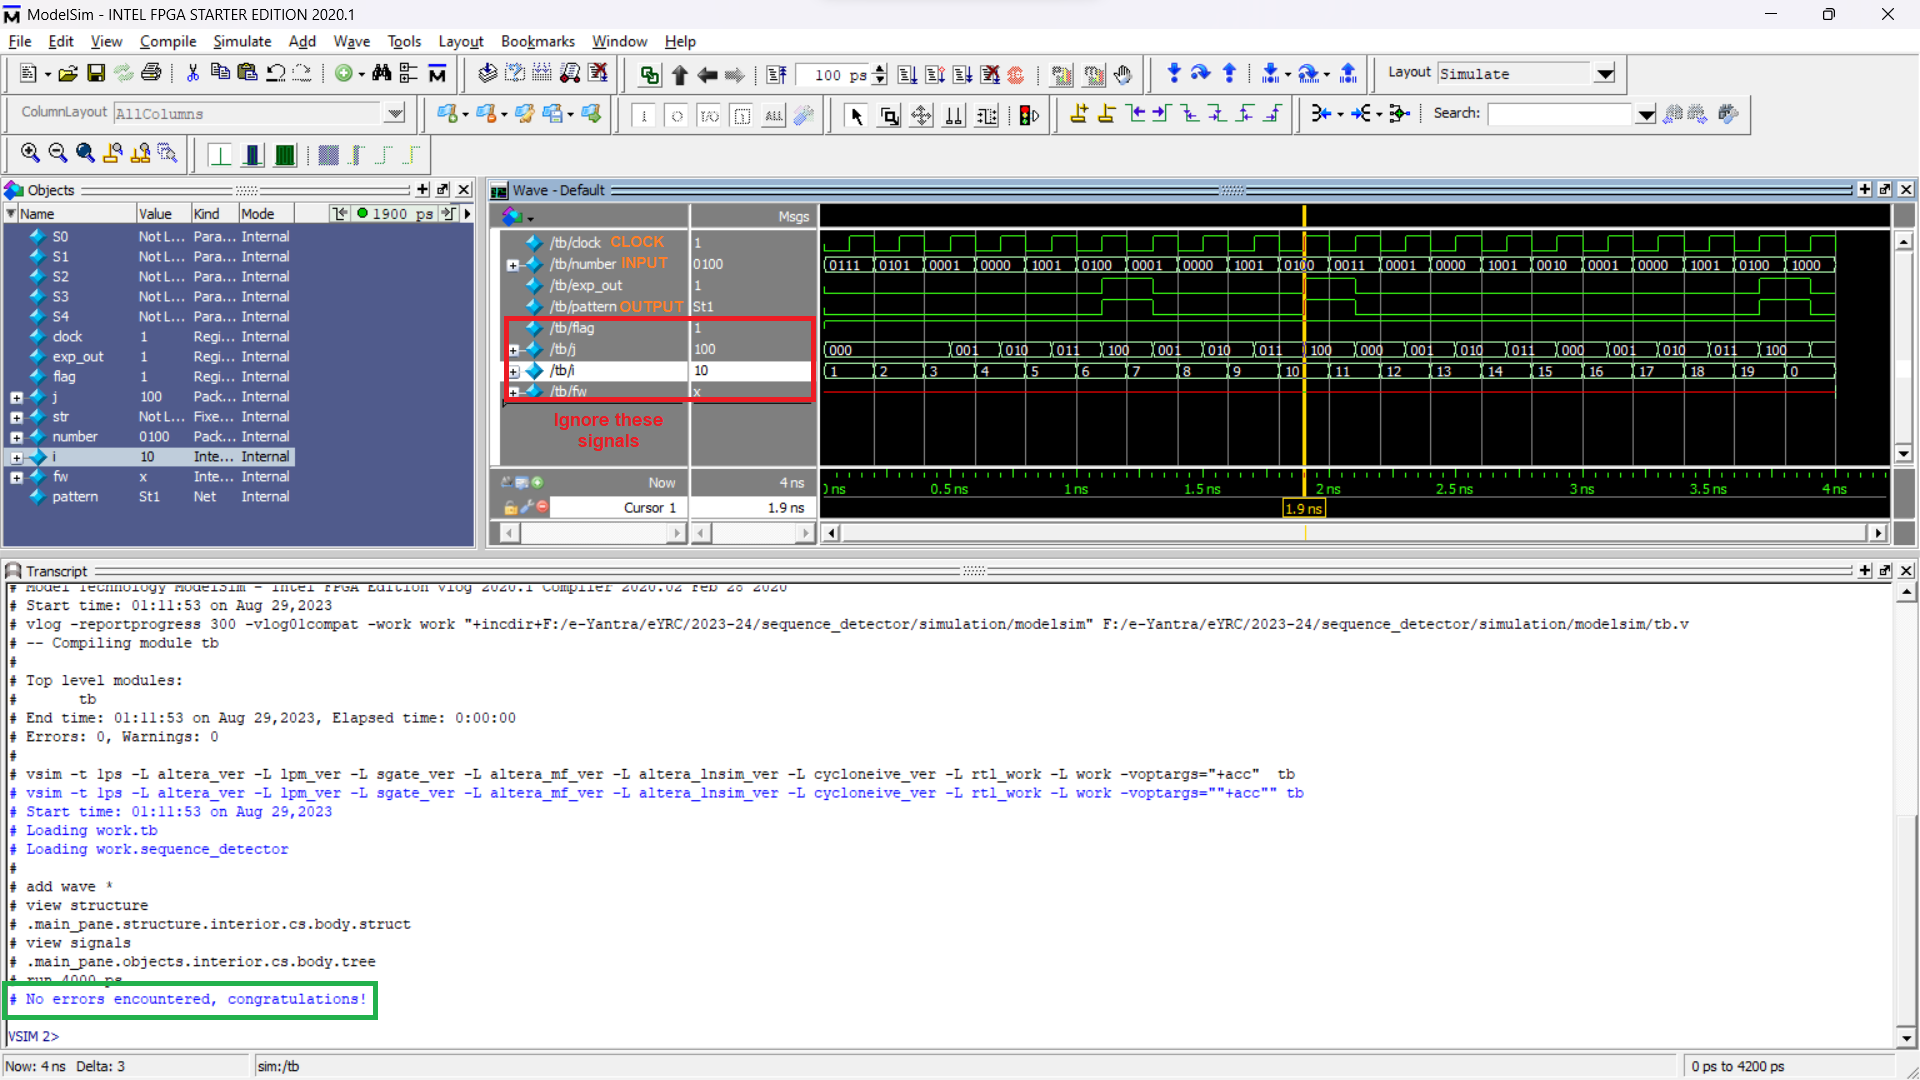 ModelSim - INTEL FPGA STARTER EDITION 2020.1
File Edit View Compile Simulate Add Wave Tools Layout Bookmarks Window Help
100 ps
Layout Simulate
ColumnLayout AllColumns
ALL
Search:
Objects
Name Value Kind Mode 1900 ps
S0 Not L... Para... Internal
S1 Not L... Para... Internal
S2 Not L... Para... Internal
S3 Not L... Para... Internal
S4 Not L... Para... Internal
clock 1 Regi... Internal
exp_out 1 Regi... Internal
flag 1 Regi... Internal
j 100 Pack... Internal
str Not L... Fixe... Internal
number 0100 Pack... Internal
i 10 Inte... Internal
fw x Inte... Internal
pattern St1 Net Internal
Wave - Default
Msgs
/tb/clock CLOCK 1
/tb/number INPUT 0100 0111 0101 0001 0000 1001 0100 0001 0000 1001 0100 0011 0001 0000 1001 0010 0001 0000 1001 0100 1000
/tb/exp_out 1
/tb/pattern OUTPUT St1
/tb/flag 1
/tb/j 100 000 001 010 011 100 001 010 011 100 000 001 010 011 000 001 010 011 100
/tb/i 10 1 2 3 4 5 6 7 8 9 10 11 12 13 14 15 16 17 18 19 0
/tb/fw x
Ignore these
signals
Now 4 ns ns 0.5 ns 1 ns 1.5 ns 2 ns 2.5 ns 3 ns 3.5 ns 4 ns
Cursor 1 1.9 ns 1.9 ns
Transcript
# Model Technology ModelSim - Intel FPGA Edition vlog 2020.1 Compiler 2020.02 Feb 28 2020
# Start time: 01:11:53 on Aug 29,2023
# vlog -reportprogress 300 -vlog01compat -work work "+incdir+F:/e-Yantra/eYRC/2023-24/sequence_detector/simulation/modelsim" F:/e-Yantra/eYRC/2023-24/sequence_detector/simulation/modelsim/tb.v
# -- Compiling module tb
#
# Top level modules:
# tb
# End time: 01:11:53 on Aug 29,2023, Elapsed time: 0:00:00
# Errors: 0, Warnings: 0
#
# vsim -t 1ps -L altera_ver -L lpm_ver -L sgate_ver -L altera_mf_ver -L altera_lnsim_ver -L cycloneive_ver -L rtl_work -L work -voptargs="+acc" tb
# vsim -t 1ps -L altera_ver -L lpm_ver -L sgate_ver -L altera_mf_ver -L altera_lnsim_ver -L cycloneive_ver -L rtl_work -L work -voptargs=""+acc"" tb
# Start time: 01:11:53 on Aug 29,2023
# Loading work.tb
# Loading work.sequence_detector
#
# add wave *
# view structure
# .main_pane.structure.interior.cs.body.struct
# view signals
# .main_pane.objects.interior.cs.body.tree
# run 4000 ps
# No errors encountered, congratulations!
VSIM 2>
Now: 4 ns Delta: 3 sim:/tb 0 ps to 4200 ps